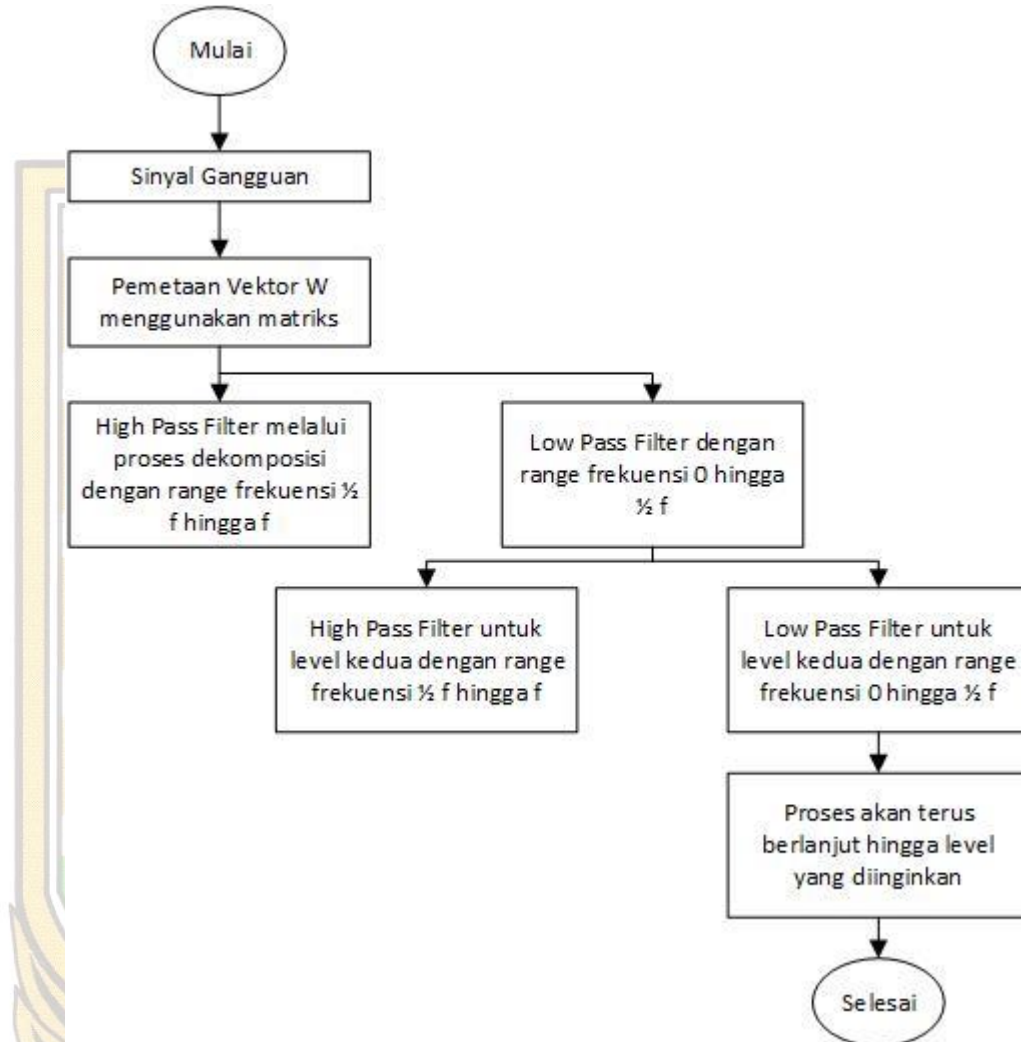 Mulai
Sinyal Gangguan
Pemetaan Vektor W
menggunakan matriks
High Pass Filter melalui
proses dekomposisi
dengan range frekuensi ½
f hingga f
Low Pass Filter dengan
range frekuensi 0 hingga
½ f
High Pass Filter untuk
level kedua dengan range
frekuensi ½ f hingga f
Low Pass Filter untuk
level kedua dengan range
frekuensi 0 hingga ½ f
Proses akan terus
berlanjut hingga level
yang diinginkan
Selesai